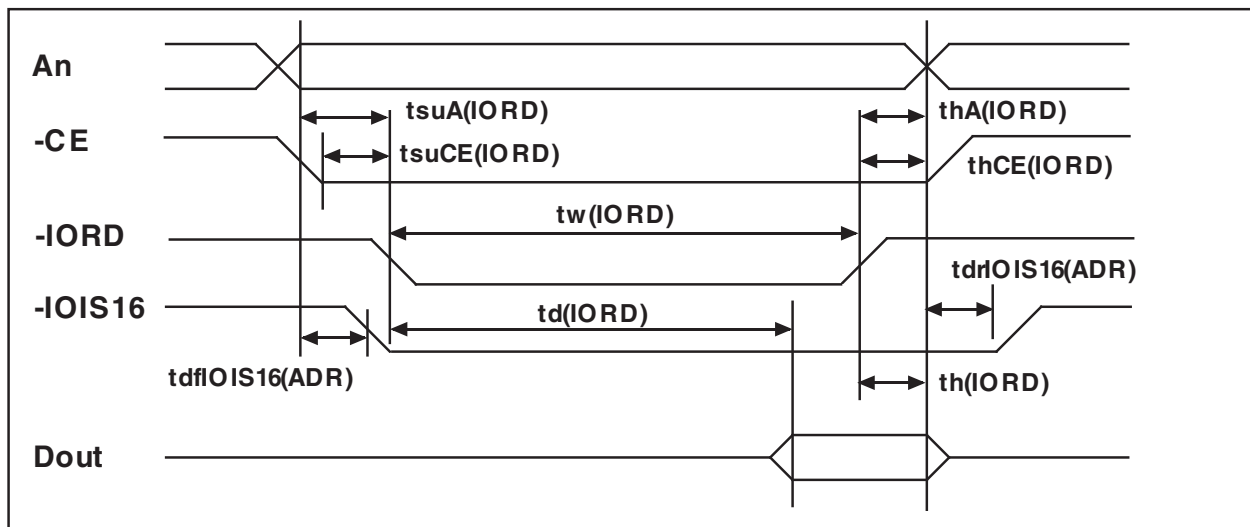 An
tsuA(IORD)
thA(IORD)
-CE
tsuCE(IORD)
thCE(IORD)
tw(IORD)
-IORD
tdrIOIS16(ADR)
-IOIS16
td(IORD)
tdfIOIS16(ADR)
th(IORD)
Dout